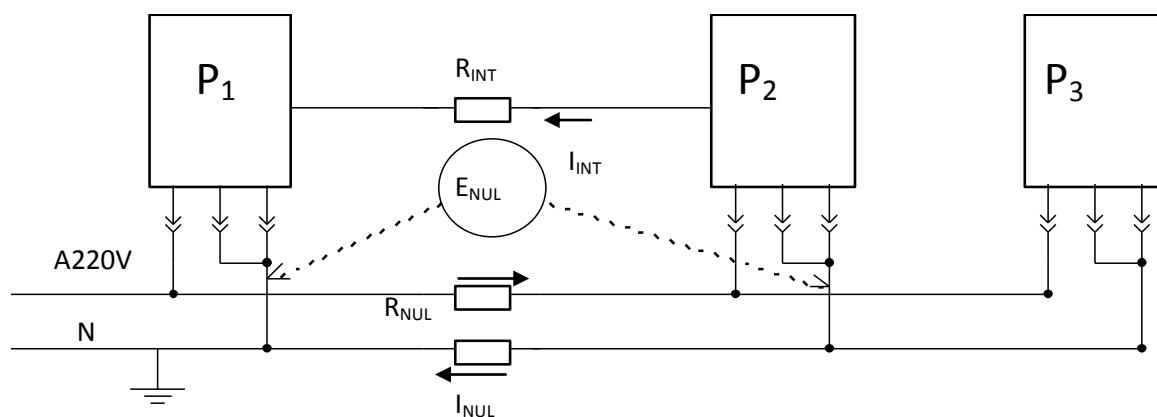 P1
RINT
P2
P3
IINT
ENUL
A220V
RNUL
N
INUL